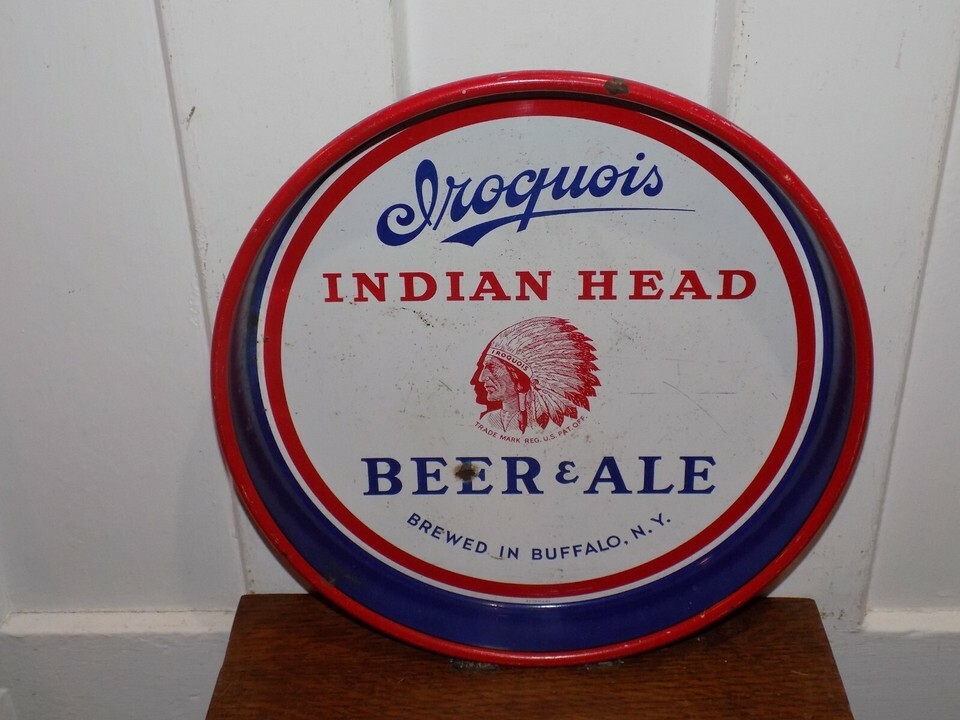 Iroquois
INDIAN HEAD
IROQUOIS
TRADE MARK REG. U.S. PAT. OFF.
BEER & ALE
BREWED IN BUFFALO, N.Y.